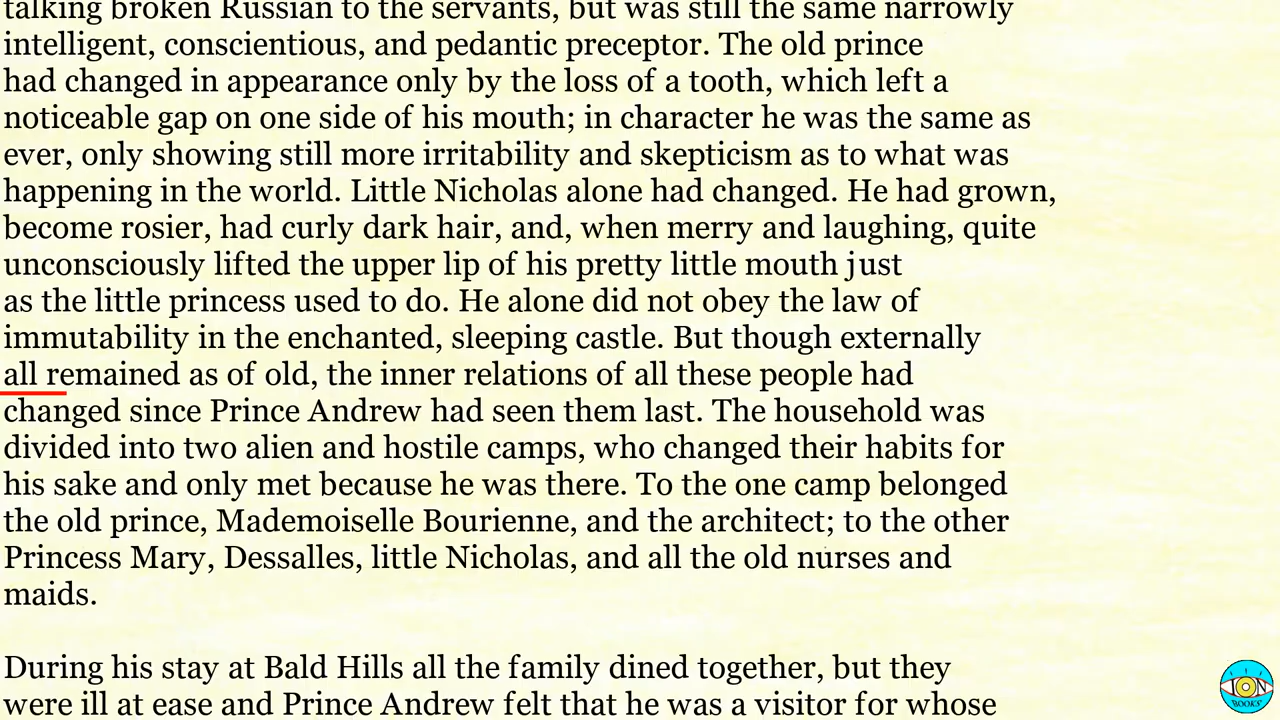 talking broken Russian to the servants, but was still the same narrowly
intelligent, conscientious, and pedantic preceptor. The old prince
had changed in appearance only by the loss of a tooth, which left a
noticeable gap on one side of his mouth; in character he was the same as
ever, only showing still more irritability and skepticism as to what was
happening in the world. Little Nicholas alone had changed. He had grown,
become rosier, had curly dark hair, and, when merry and laughing, quite
unconsciously lifted the upper lip of his pretty little mouth just
as the little princess used to do. He alone did not obey the law of
immutability in the enchanted, sleeping castle. But though externally
all remained as of old, the inner relations of all these people had
changed since Prince Andrew had seen them last. The household was
divided into two alien and hostile camps, who changed their habits for
his sake and only met because he was there. To the one camp belonged
the old prince, Mademoiselle Bourienne, and the architect; to the other
Princess Mary, Dessalles, little Nicholas, and all the old nurses and
maids.
During his stay at Bald Hills all the family dined together, but they
were ill at ease and Prince Andrew felt that he was a visitor for whose
ION
BOOKS